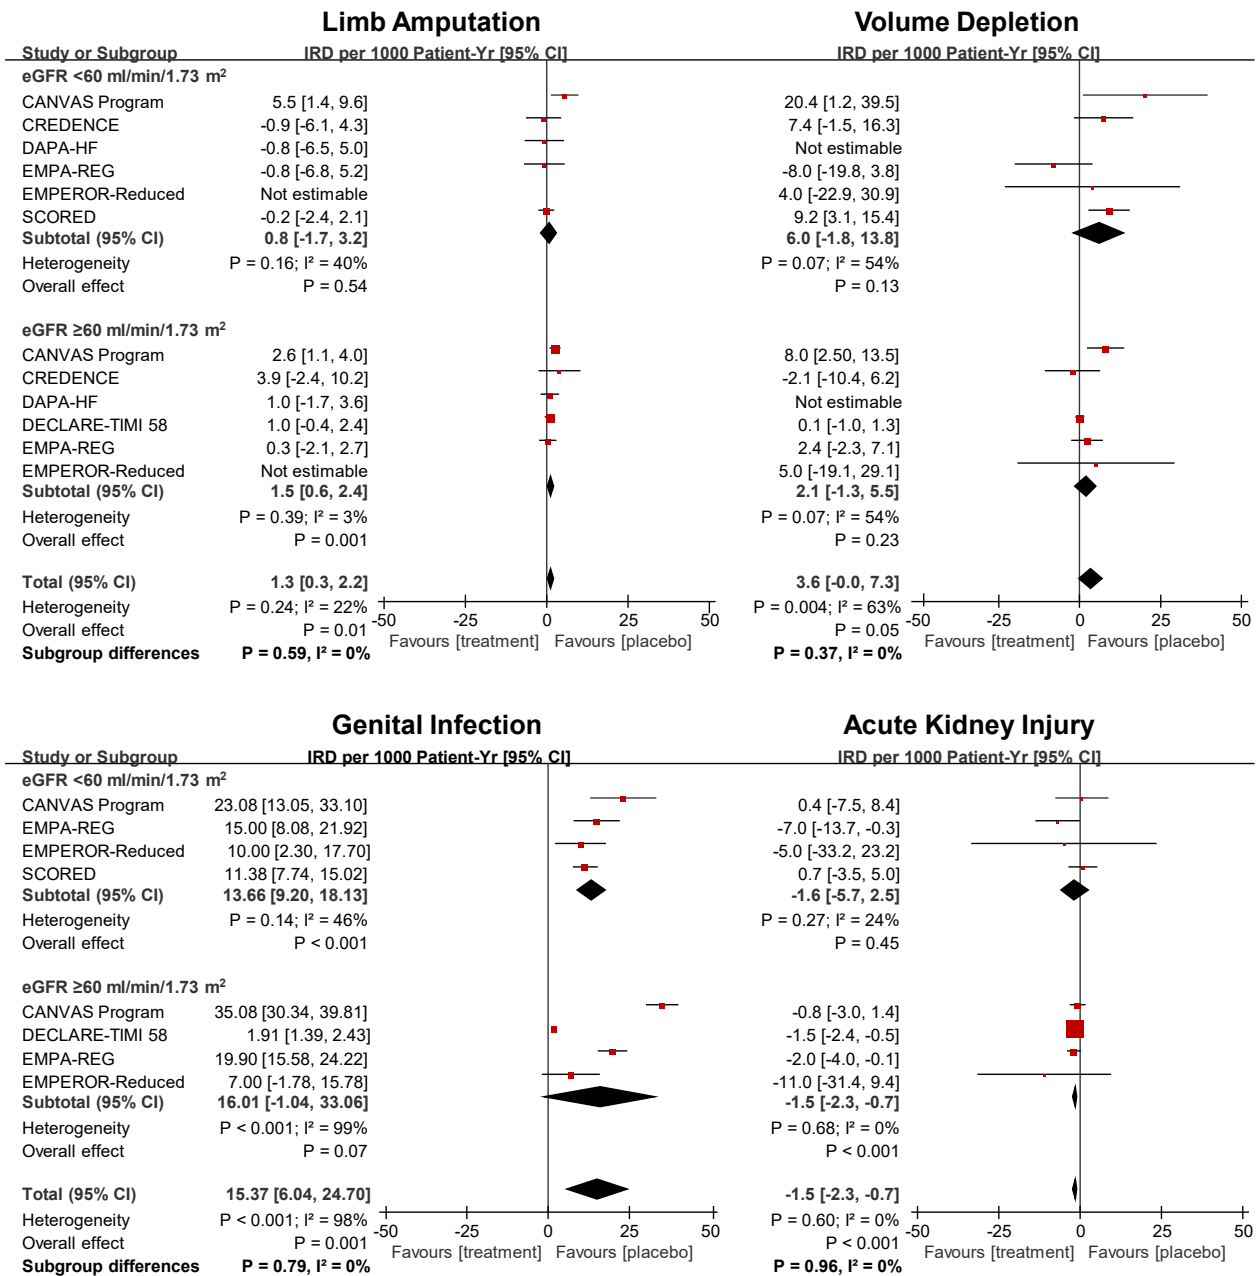 Limb Amputation Volume Depletion
Study or Subgroup IRD per 1000 Patient-Yr [95% CI] IRD per 1000 Patient-Yr [95% CI]
eGFR <60 ml/min/1.73 m²
CANVAS Program 5.5 [1.4, 9.6] 20.4 [1.2, 39.5]
CREDENCE -0.9 [-6.1, 4.3] 7.4 [-1.5, 16.3]
DAPA-HF -0.8 [-6.5, 5.0] Not estimable
EMPA-REG -0.8 [-6.8, 5.2] -8.0 [-19.8, 3.8]
EMPEROR-Reduced Not estimable 4.0 [-22.9, 30.9]
SCORED -0.2 [-2.4, 2.1] 9.2 [3.1, 15.4]
Subtotal (95% CI) 0.8 [-1.7, 3.2] 6.0 [-1.8, 13.8]
Heterogeneity P = 0.16; I² = 40% P = 0.07; I² = 54%
Overall effect P = 0.54 P = 0.13
eGFR ≥60 ml/min/1.73 m²
CANVAS Program 2.6 [1.1, 4.0] 8.0 [2.50, 13.5]
CREDENCE 3.9 [-2.4, 10.2] -2.1 [-10.4, 6.2]
DAPA-HF 1.0 [-1.7, 3.6] Not estimable
DECLARE-TIMI 58 1.0 [-0.4, 2.4] 0.1 [-1.0, 1.3]
EMPA-REG 0.3 [-2.1, 2.7] 2.4 [-2.3, 7.1]
EMPEROR-Reduced Not estimable 5.0 [-19.1, 29.1]
Subtotal (95% CI) 1.5 [0.6, 2.4] 2.1 [-1.3, 5.5]
Heterogeneity P = 0.39; I² = 3% P = 0.07; I² = 54%
Overall effect P = 0.001 P = 0.23
Total (95% CI) 1.3 [0.3, 2.2] 3.6 [-0.0, 7.3]
Heterogeneity P = 0.24; I² = 22% P = 0.004; I² = 63%
-50 -25 0 25 50 -50 -25 0 25 50
Overall effect P = 0.01 P = 0.05
Favours [treatment] Favours [placebo] Favours [treatment] Favours [placebo]
Subgroup differences P = 0.59, I² = 0% P = 0.37, I² = 0%
Genital Infection Acute Kidney Injury
Study or Subgroup IRD per 1000 Patient-Yr [95% CI] IRD per 1000 Patient-Yr [95% CI]
eGFR <60 ml/min/1.73 m²
CANVAS Program 23.08 [13.05, 33.10] 0.4 [-7.5, 8.4]
EMPA-REG 15.00 [8.08, 21.92] -7.0 [-13.7, -0.3]
EMPEROR-Reduced 10.00 [2.30, 17.70] -5.0 [-33.2, 23.2]
SCORED 11.38 [7.74, 15.02] 0.7 [-3.5, 5.0]
Subtotal (95% CI) 13.66 [9.20, 18.13] -1.6 [-5.7, 2.5]
Heterogeneity P = 0.14; I² = 46% P = 0.27; I² = 24%
Overall effect P < 0.001 P = 0.45
eGFR ≥60 ml/min/1.73 m²
CANVAS Program 35.08 [30.34, 39.81] -0.8 [-3.0, 1.4]
DECLARE-TIMI 58 1.91 [1.39, 2.43] -1.5 [-2.4, -0.5]
EMPA-REG 19.90 [15.58, 24.22] -2.0 [-4.0, -0.1]
EMPEROR-Reduced 7.00 [-1.78, 15.78] -11.0 [-31.4, 9.4]
Subtotal (95% CI) 16.01 [-1.04, 33.06] -1.5 [-2.3, -0.7]
Heterogeneity P < 0.001; I² = 99% P = 0.68; I² = 0%
Overall effect P = 0.07 P < 0.001
Total (95% CI) 15.37 [6.04, 24.70] -1.5 [-2.3, -0.7]
Heterogeneity P < 0.001; I² = 98% P = 0.60; I² = 0%
-50 -25 0 25 50 -50 -25 0 25 50
Overall effect P = 0.001 P < 0.001
Favours [treatment] Favours [placebo] Favours [treatment] Favours [placebo]
Subgroup differences P = 0.79, I² = 0% P = 0.96, I² = 0%